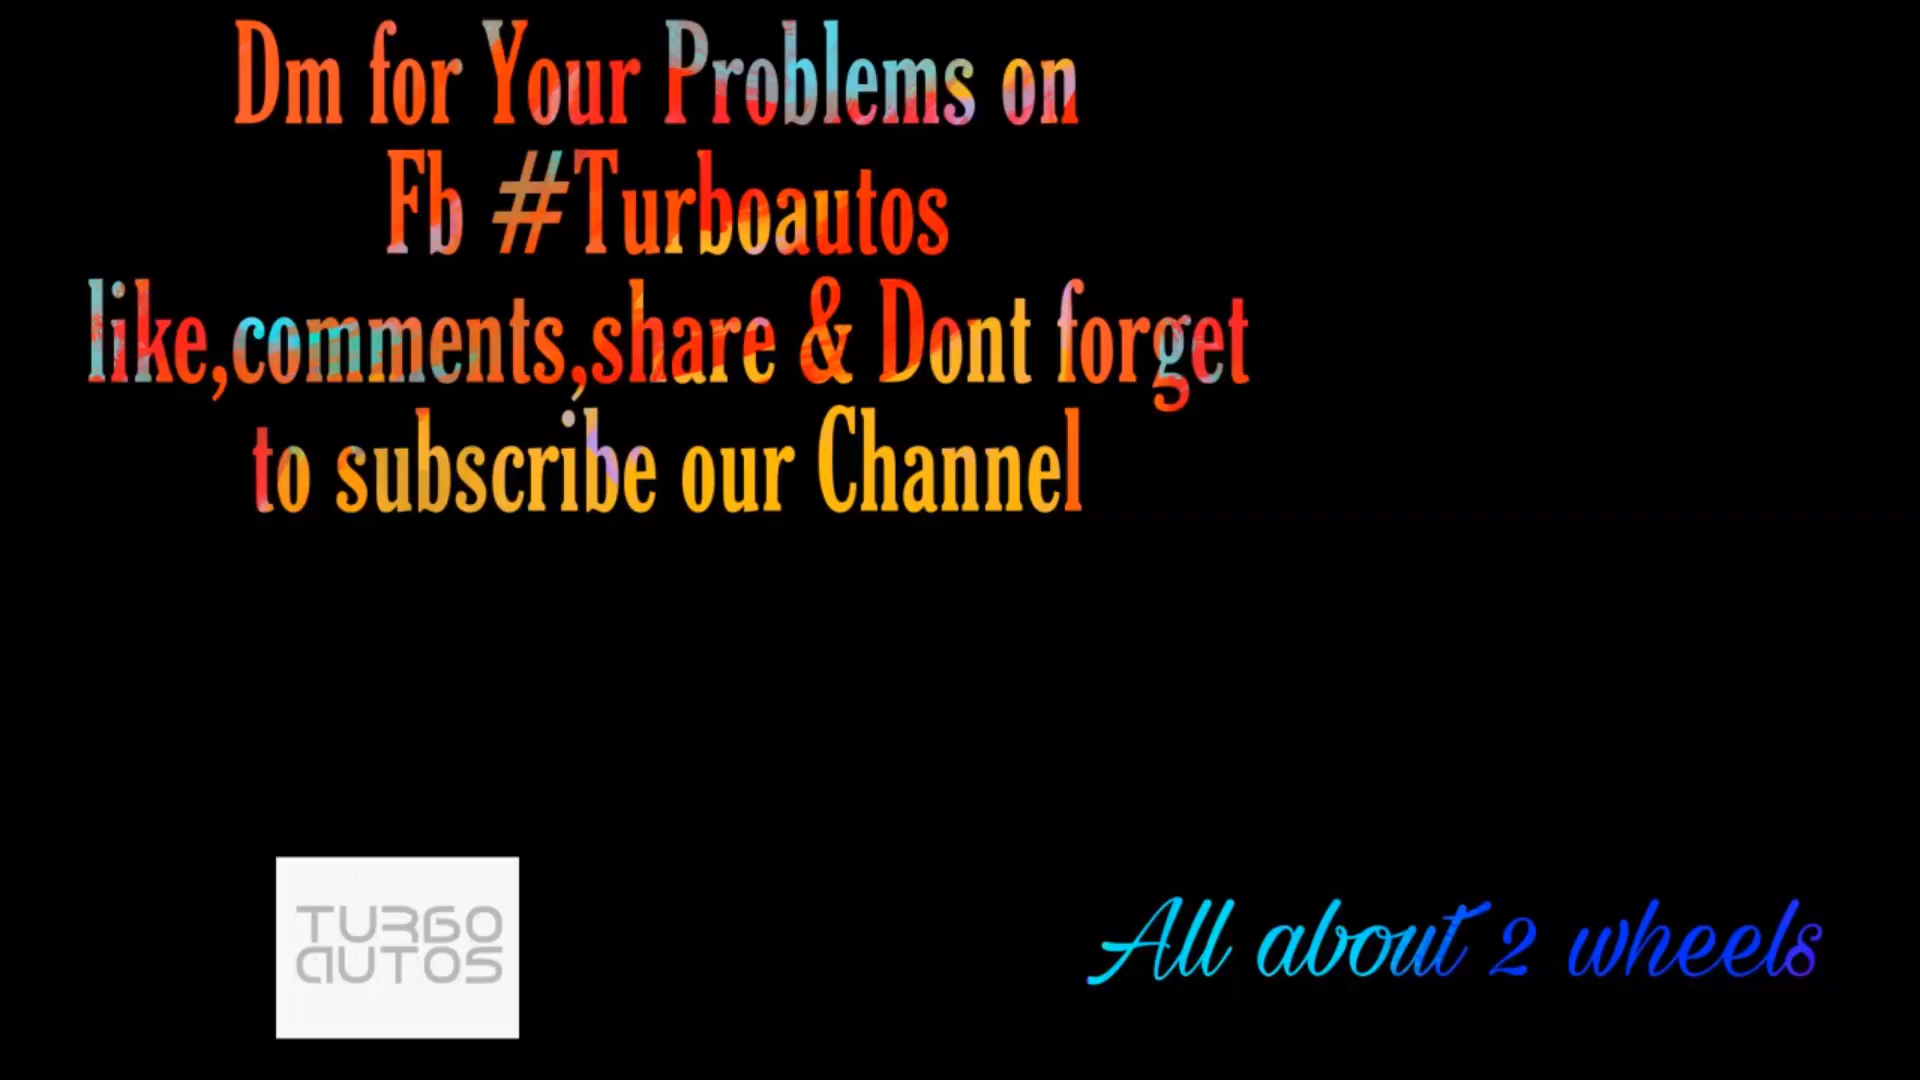 Dm for Your Problems on
Fb #Turboautos
like,comments,share & Dont forget
to subscribe our Channel
TURBO
AUTOS
All about 2 wheels